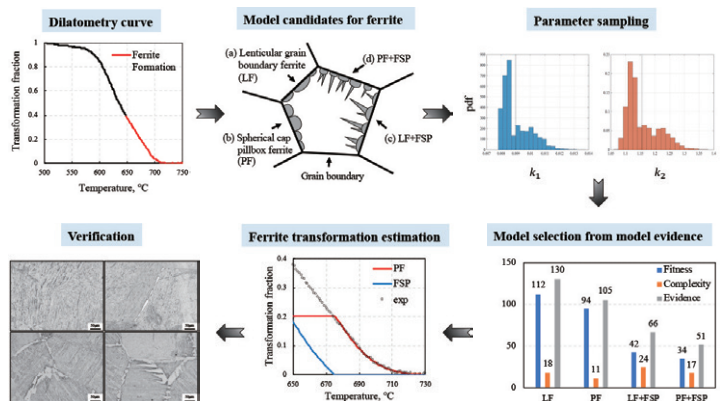 Dilatometry curve
Model candidates for ferrite
Parameter sampling
Transformation fraction
1
0.8
0.6
0.4
0.2
0
Ferrite
Formation
500 550 600 650 700 750
Temperature, °C
(a) Lenticular grain
boundary ferrite
(LF)
(d) PF+FSP
(b) Spherical cap
pillbox ferrite
(PF)
(c) LF+FSP
Grain boundary
pdf
k1
k2
Verification
Ferrite transformation estimation
Model selection from model evidence
Transformation fraction
0.4
0.3
0.2
0.1
0
PF
FSP
exp
650 670 690 710 730
Temperature, °C
150
100
50
0
Fitness
Complexity
Evidence
112 18 130
94 11 105
42 24 66
34 17 51
LF PF LF+FSP PF+FSP